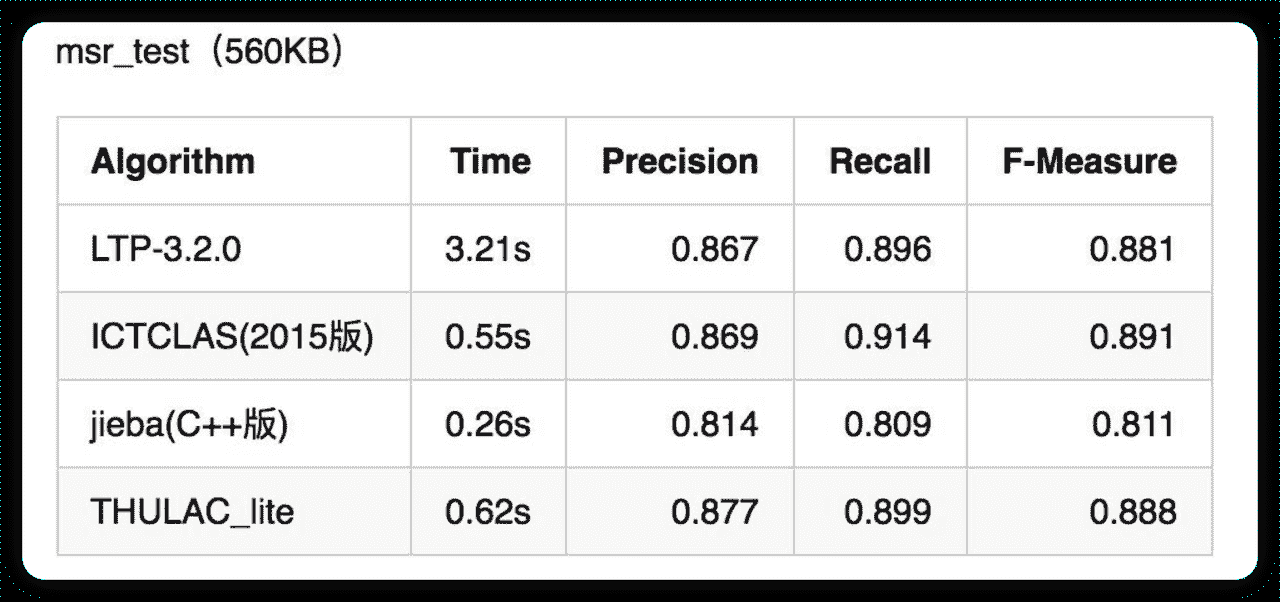 msr_test（560KB）
Algorithm Time Precision Recall F-Measure
LTP-3.2.0 3.21s 0.867 0.896 0.881
ICTCLAS(2015版) 0.55s 0.869 0.914 0.891
jieba(C++版) 0.26s 0.814 0.809 0.811
THULAC_lite 0.62s 0.877 0.899 0.888